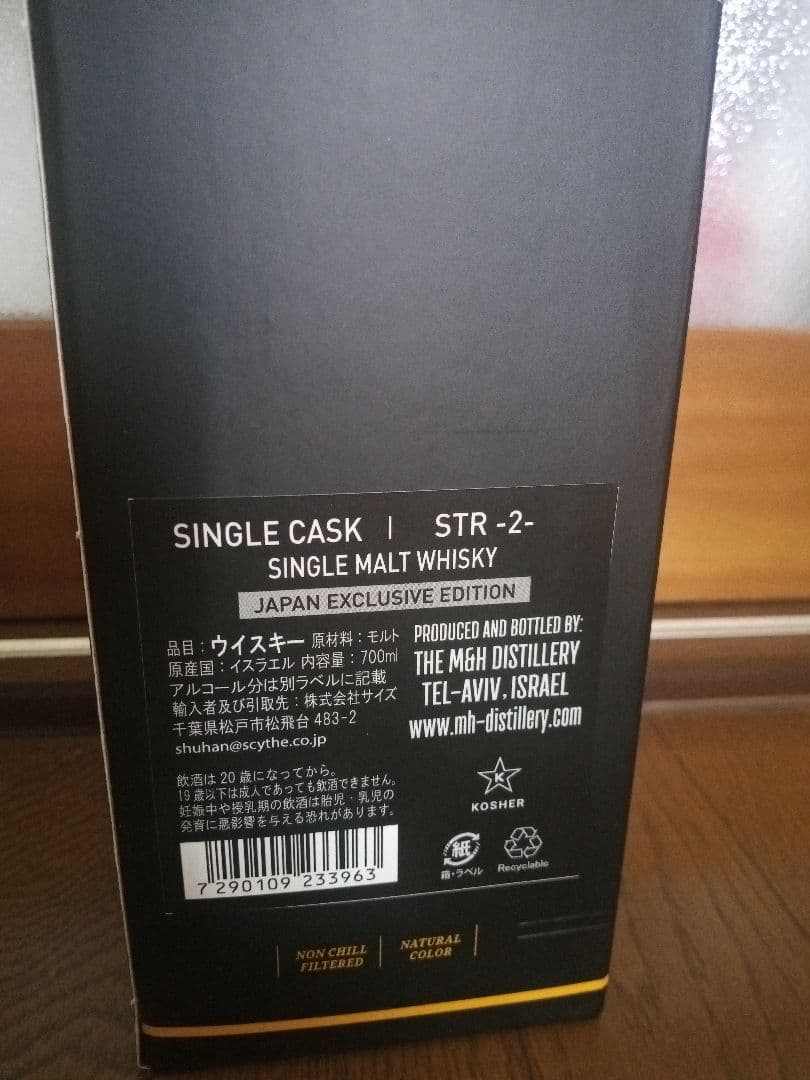 SINGLE CASK | STR -2-
SINGLE MALT WHISKY
JAPAN EXCLUSIVE EDITION
品目：ウイスキー 原材料：モルト
原産国：イスラエル 内容量：700ml
アルコール分は別ラベルに記載
輸入者及び引取先：株式会社サイズ
千葉県松戸市松飛台 483-2
shuhan@scythe.co.jp
PRODUCED AND BOTTLED BY:
THE M&H DISTILLERY
TEL-AVIV, ISRAEL
www.mh-distillery.com
飲酒は 20 歳になってから。
19 歳以下は成人であっても飲酒できません。
妊娠中や授乳期の飲酒は胎児・乳児の
発育に悪影響を与える恐れがあります。
K
KOSHER
紙
箱・ラベル
Recyclable
7 290109 233963
NON CHILL
FILTERED
NATURAL
COLOR